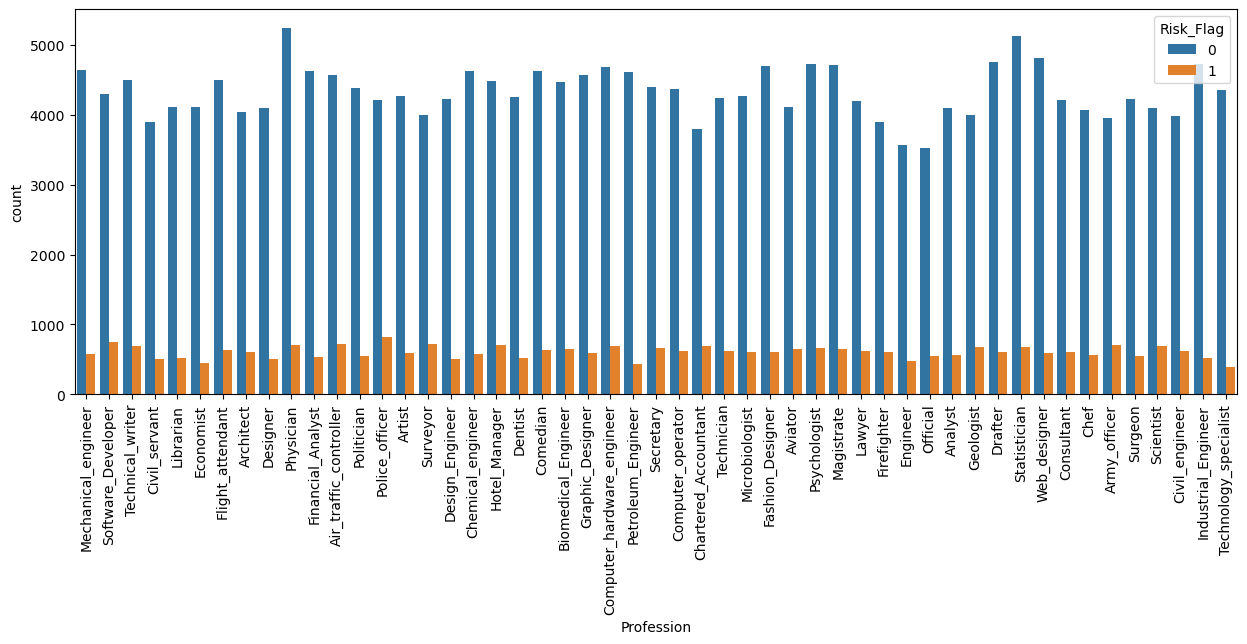 Risk_Flag
0
1
5000
4000
3000
2000
1000
0
count
Mechanical_engineer
Software_Developer
Technical_writer
Civil_servant
Librarian
Economist
Flight_attendant
Architect
Designer
Physician
Financial_Analyst
Air_traffic_controller
Politician
Police_officer
Artist
Surveyor
Design_Engineer
Chemical_engineer
Hotel_Manager
Dentist
Comedian
Biomedical_Engineer
Graphic_Designer
Computer_hardware_engineer
Petroleum_Engineer
Secretary
Computer_operator
Chartered_Accountant
Technician
Microbiologist
Fashion_Designer
Aviator
Psychologist
Magistrate
Lawyer
Firefighter
Engineer
Official
Analyst
Geologist
Drafter
Statistician
Web_designer
Consultant
Chef
Army_officer
Surgeon
Scientist
Civil_engineer
Industrial_Engineer
Technology_specialist
Profession